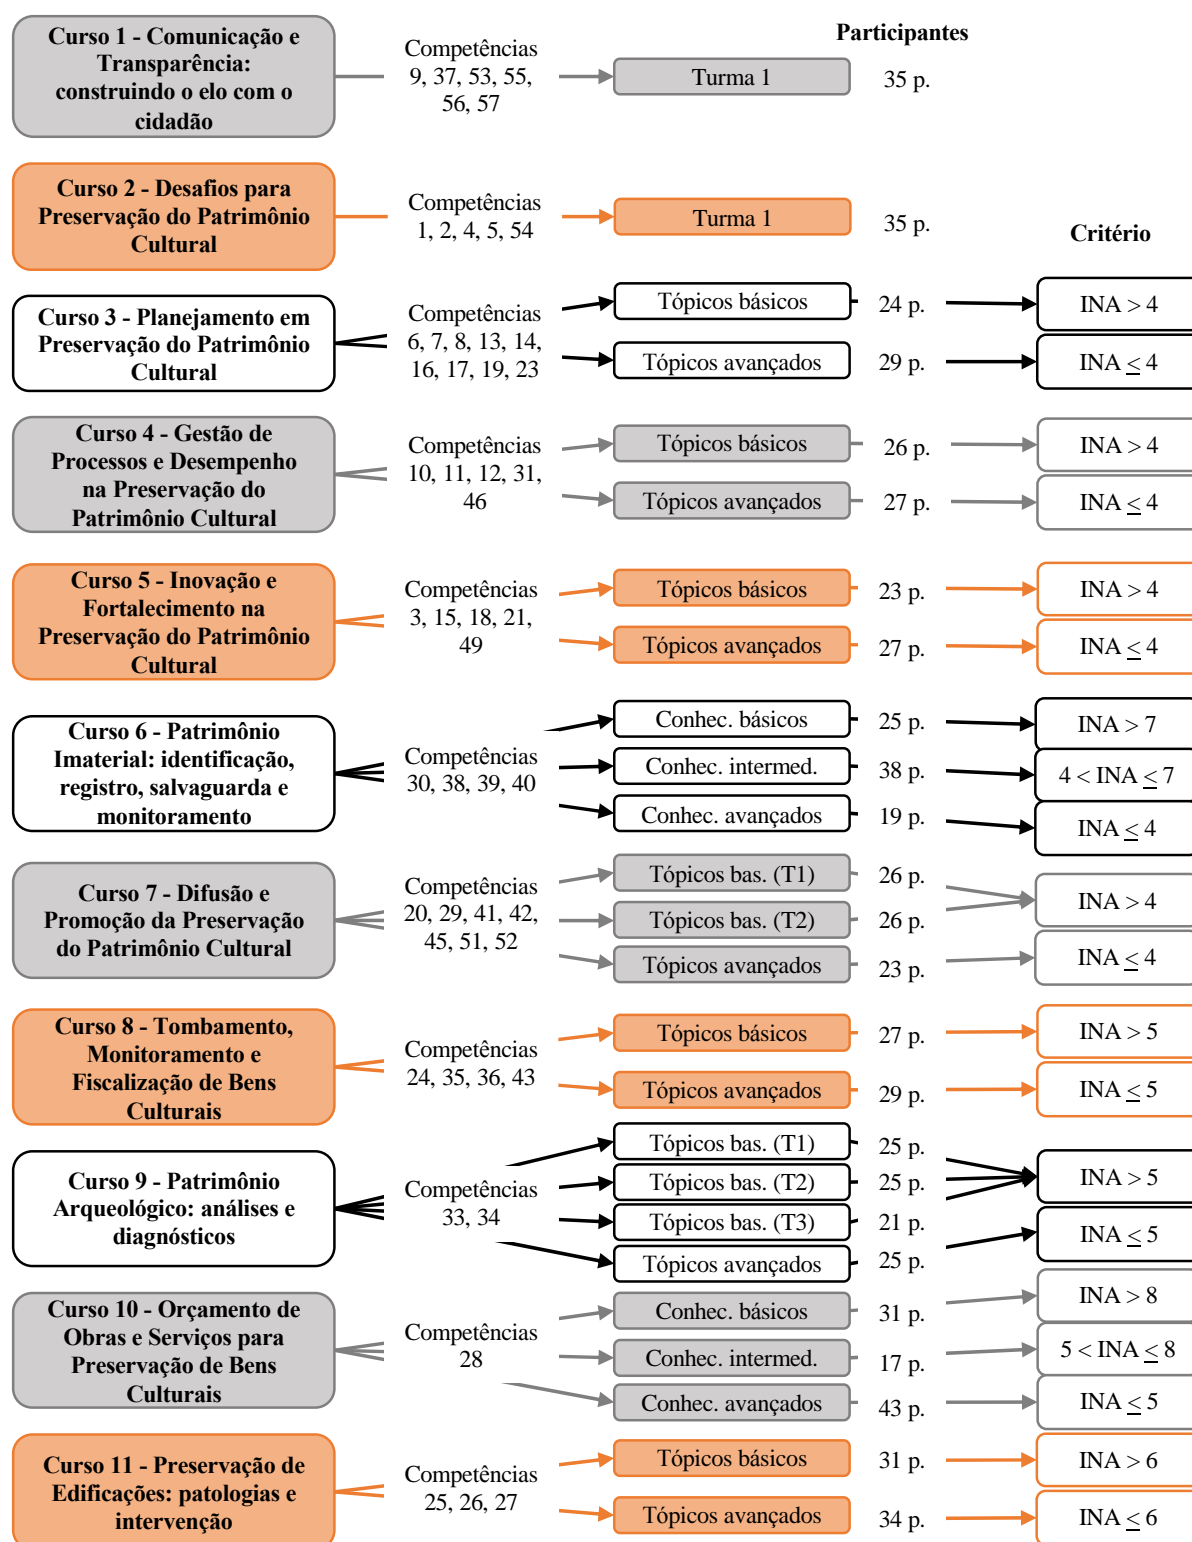 Participantes
Curso 1 - Comunicação e
Transparência:
construindo o elo com o
cidadão
Competências
9, 37, 53, 55,
56, 57
Turma 1
35 p.
Curso 2 - Desafios para
Preservação do Patrimônio
Cultural
Competências
1, 2, 4, 5, 54
Turma 1
35 p.
Critério
Curso 3 - Planejamento em
Preservação do Patrimônio
Cultural
Competências
6, 7, 8, 13, 14,
16, 17, 19, 23
Tópicos básicos
24 p.
INA > 4
Tópicos avançados
29 p.
INA ≤ 4
Curso 4 - Gestão de
Processos e Desempenho
na Preservação do
Patrimônio Cultural
Competências
10, 11, 12, 31,
46
Tópicos básicos
26 p.
INA > 4
Tópicos avançados
27 p.
INA ≤ 4
Curso 5 - Inovação e
Fortalecimento na
Preservação do Patrimônio
Cultural
Competências
3, 15, 18, 21,
49
Tópicos básicos
23 p.
INA > 4
Tópicos avançados
27 p.
INA ≤ 4
Curso 6 - Patrimônio
Imaterial: identificação,
registro, salvaguarda e
monitoramento
Competências
30, 38, 39, 40
Conhec. básicos
25 p.
INA > 7
Conhec. intermed.
38 p.
4 < INA ≤ 7
Conhec. avançados
19 p.
INA ≤ 4
Curso 7 - Difusão e
Promoção da Preservação
do Patrimônio Cultural
Competências
20, 29, 41, 42,
45, 51, 52
Tópicos bas. (T1)
26 p.
Tópicos bas. (T2)
26 p.
INA > 4
Tópicos avançados
23 p.
INA ≤ 4
Curso 8 - Tombamento,
Monitoramento e
Fiscalização de Bens
Culturais
Competências
24, 35, 36, 43
Tópicos básicos
27 p.
INA > 5
Tópicos avançados
29 p.
INA ≤ 5
Curso 9 - Patrimônio
Arqueológico: análises e
diagnósticos
Competências
33, 34
Tópicos bas. (T1)
25 p.
Tópicos bas. (T2)
25 p.
Tópicos bas. (T3)
21 p.
INA > 5
Tópicos avançados
25 p.
INA ≤ 5
Curso 10 - Orçamento de
Obras e Serviços para
Preservação de Bens
Culturais
Competências
28
Conhec. básicos
31 p.
INA > 8
Conhec. intermed.
17 p.
5 < INA ≤ 8
Conhec. avançados
43 p.
INA ≤ 5
Curso 11 - Preservação de
Edificações: patologias e
intervenção
Competências
25, 26, 27
Tópicos básicos
31 p.
INA > 6
Tópicos avançados
34 p.
INA ≤ 6